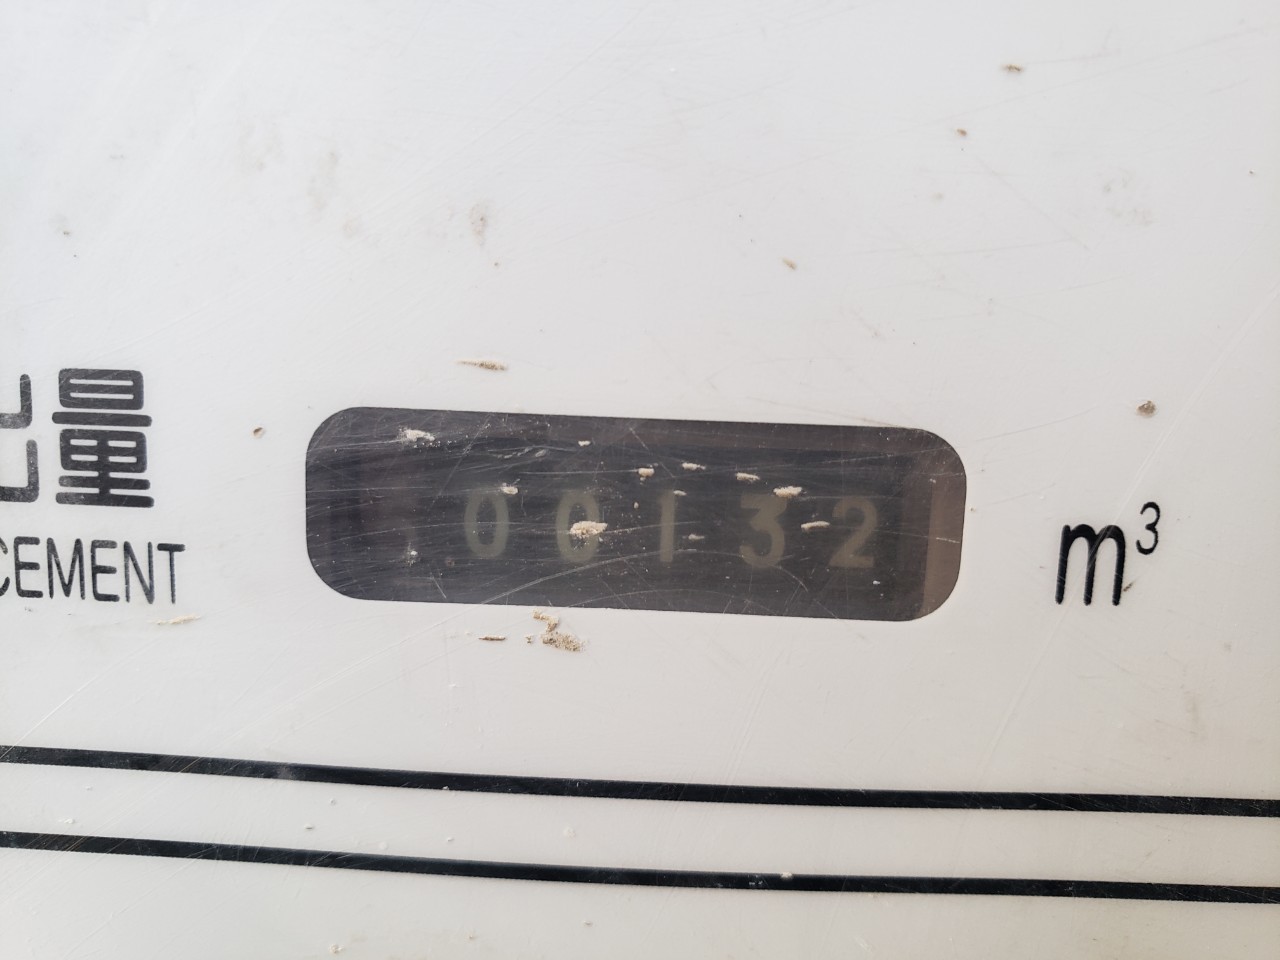 量
CEMENT
00132
m³